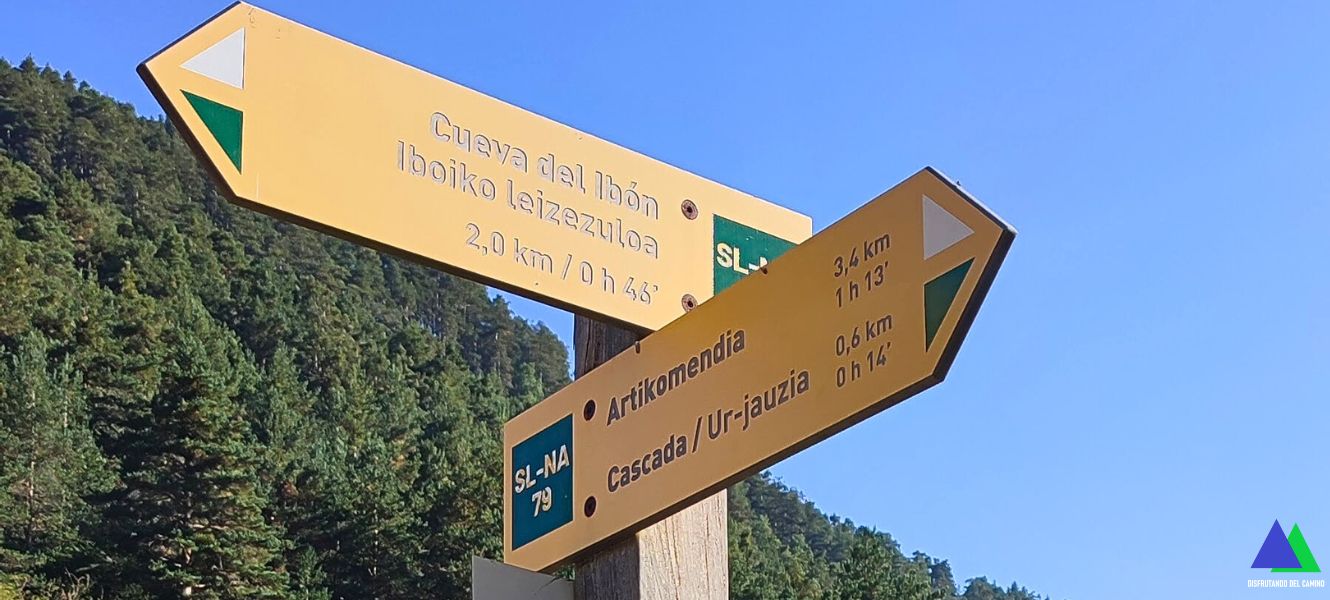 Cueva del Ibón
Iboiko leizezuloa
2,0 km / 0 h 46'
3,4 km
1 h 13'
Artikomendia
0,6 km
0 h 14'
Cascada / Ur-jauzia
SL-NA
79
DISFRUTANDO DEL CAMINO